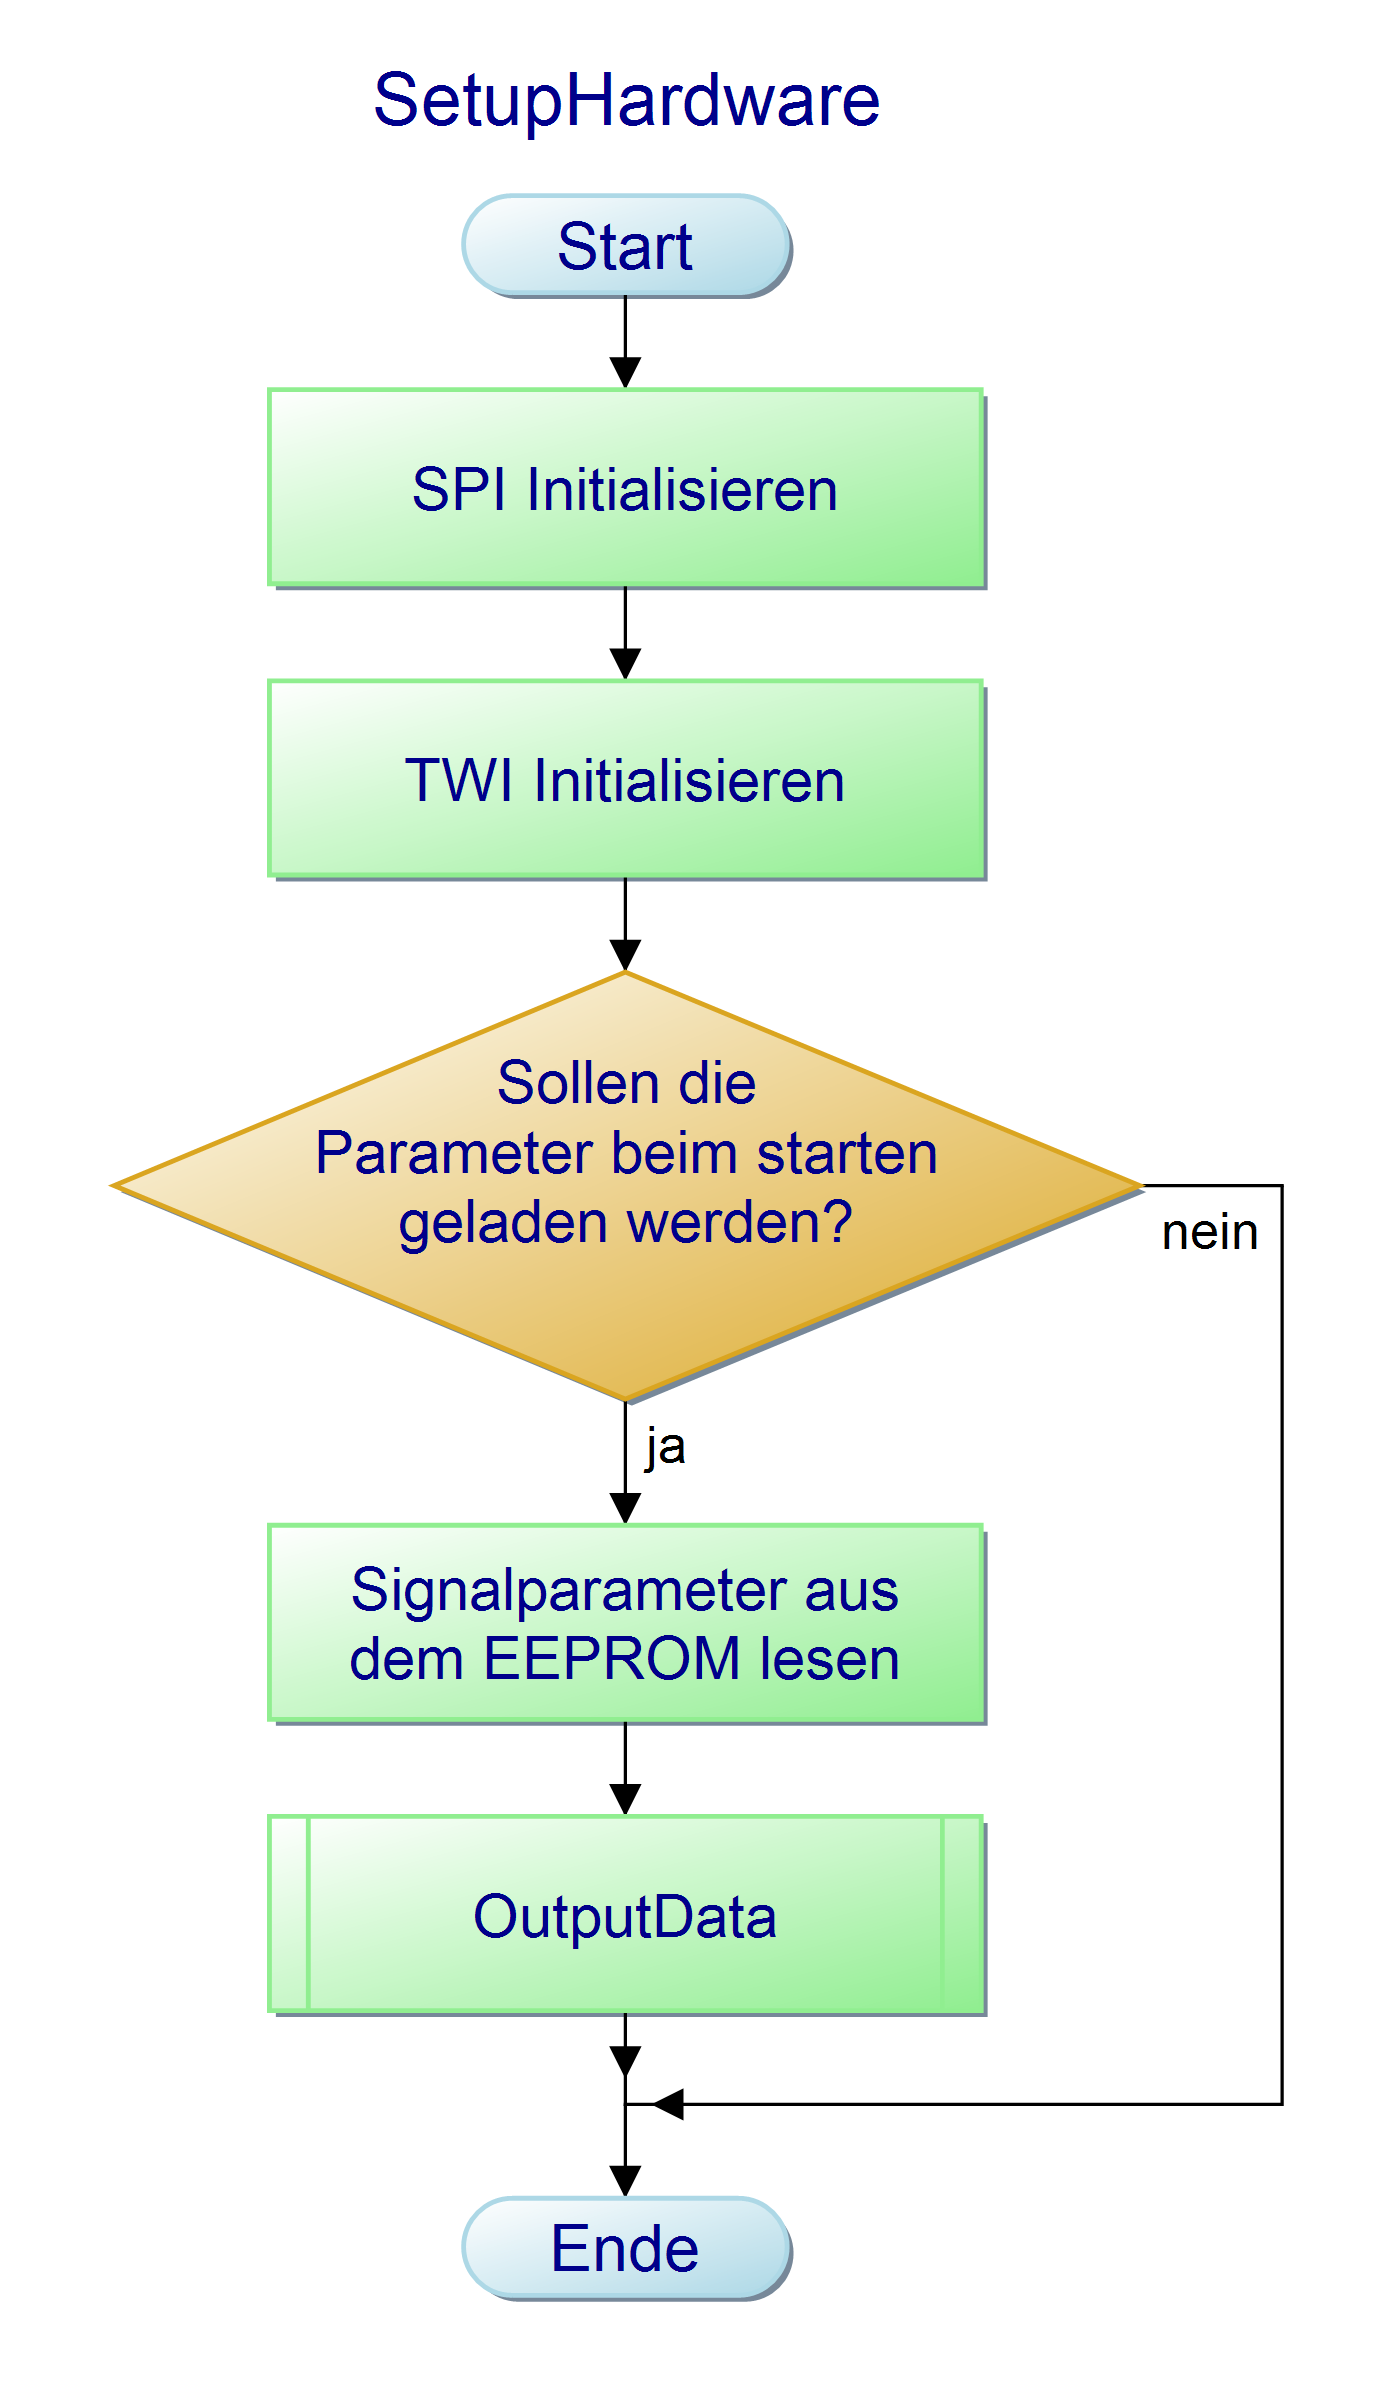 SetupHardware
Start
SPI Initialisieren
TWI Initialisieren
Sollen die
Parameter beim starten
geladen werden?
nein
ja
Signalparameter aus
dem EEPROM lesen
OutputData
Ende